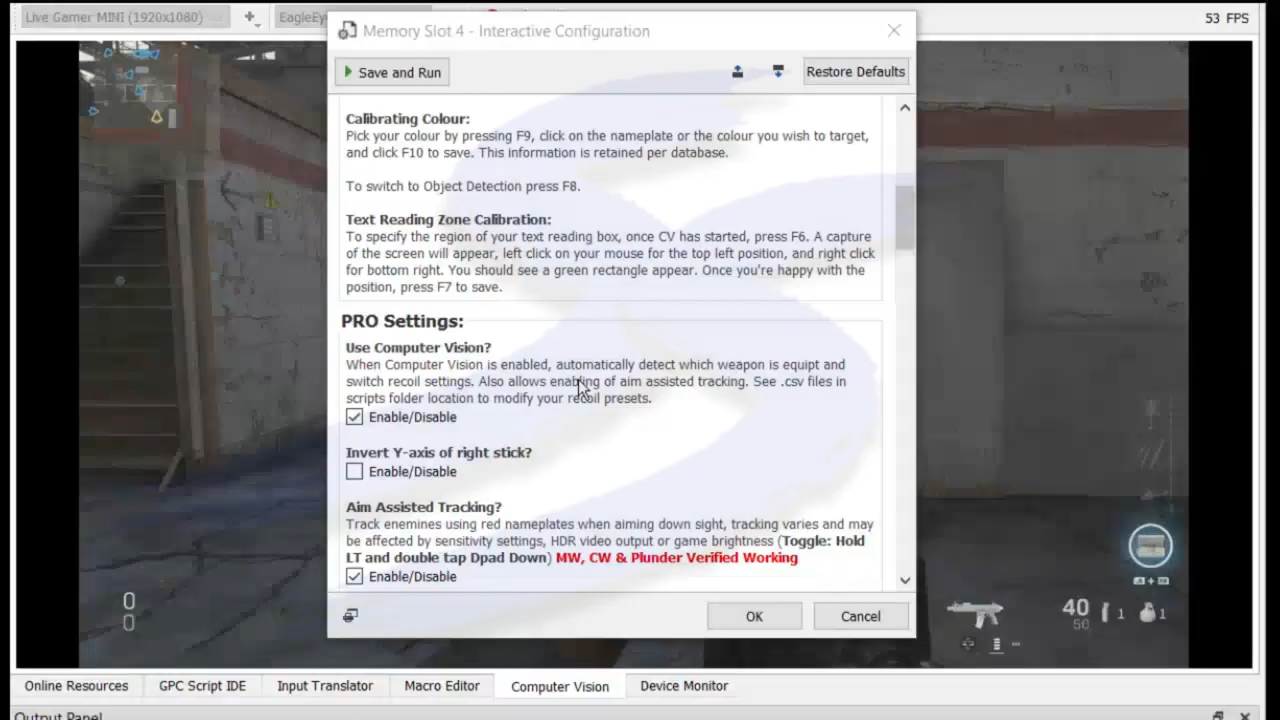 Live Gamer MINI (1920x1080)
53 FPS
Memory Slot 4 - Interactive Configuration
Save and Run
Restore Defaults
Calibrating Colour:
Pick your colour by pressing F9, click on the nameplate or the colour you wish to target,
and click F10 to save. This information is retained per database.
To switch to Object Detection press F8.
Text Reading Zone Calibration:
To specify the region of your text reading box, once CV has started, press F6. A capture
of the screen will appear, left click on your mouse for the top left position, and right click
for bottom right. You should see a green rectangle appear. Once you're happy with the
position, press F7 to save.
PRO Settings:
Use Computer Vision?
When Computer Vision is enabled, automatically detect which weapon is equipt and
switch recoil settings. Also allows enabling of aim assisted tracking. See .csv files in
scripts folder location to modify your recoil presets.
Enable/Disable
Invert Y-axis of right stick?
Enable/Disable
Aim Assisted Tracking?
Track enemines using red nameplates when aiming down sight, tracking varies and may
be affected by sensitivity settings, HDR video output or game brightness (Toggle: Hold
LT and double tap Dpad Down) MW, CW & Plunder Verified Working
Enable/Disable
OK
Cancel
0
0
40
50
1
1
Online Resources
GPC Script IDE
Input Translator
Macro Editor
Computer Vision
Device Monitor
Output Panel